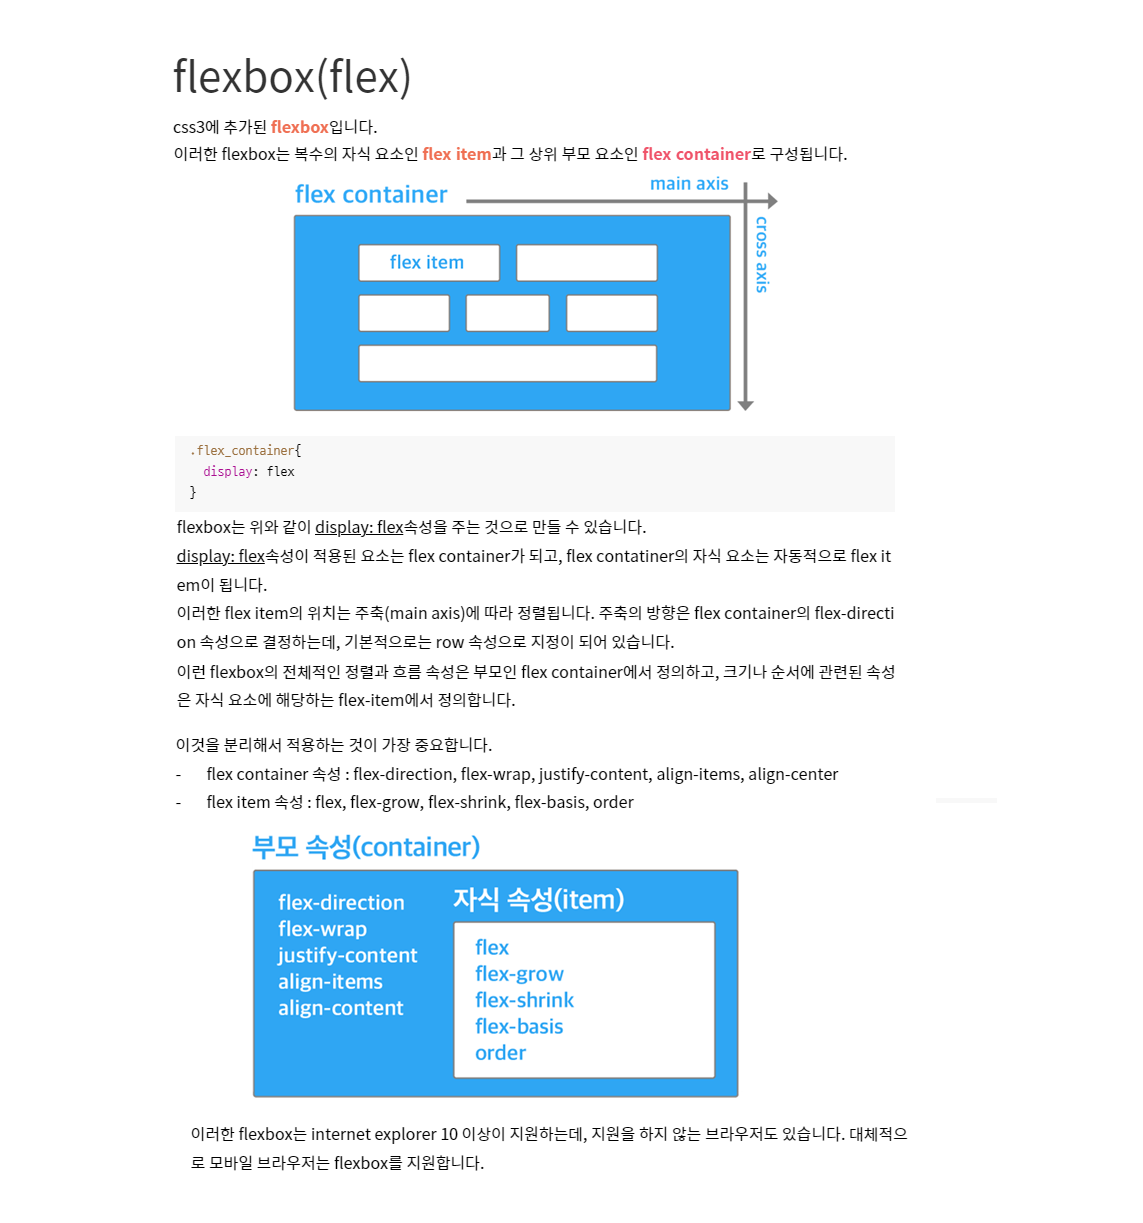 flexbox(flex)
css3에 추가된 flexbox입니다.
이러한 flexbox는 복수의 자식 요소인 flex item과 그 상위 부모 요소인 flex container로 구성됩니다.
flex container
main axis
cross axis
flex item
.flex_container{
display: flex
}
flexbox는 위와 같이 display: flex속성을 주는 것으로 만들 수 있습니다.
display: flex속성이 적용된 요소는 flex container가 되고, flex contatiner의 자식 요소는 자동적으로 flex it
em이 됩니다.
이러한 flex item의 위치는 주축(main axis)에 따라 정렬됩니다. 주축의 방향은 flex container의 flex-directi
on 속성으로 결정하는데, 기본적으로는 row 속성으로 지정이 되어 있습니다.
이런 flexbox의 전체적인 정렬과 흐름 속성은 부모인 flex container에서 정의하고, 크기나 순서에 관련된 속성
은 자식 요소에 해당하는 flex-item에서 정의합니다.
이것을 분리해서 적용하는 것이 가장 중요합니다.
- flex container 속성 : flex-direction, flex-wrap, justify-content, align-items, align-center
- flex item 속성 : flex, flex-grow, flex-shrink, flex-basis, order
부모 속성(container)
flex-direction
flex-wrap
justify-content
align-items
align-content
자식 속성(item)
flex
flex-grow
flex-shrink
flex-basis
order
이러한 flexbox는 internet explorer 10 이상이 지원하는데, 지원을 하지 않는 브라우저도 있습니다. 대체적으
로 모바일 브라우저는 flexbox를 지원합니다.